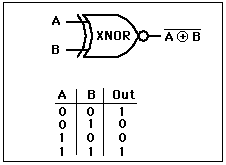 A
XNOR
A ⊕ B
B
A B Out
0 0 1
0 1 0
1 0 0
1 1 1